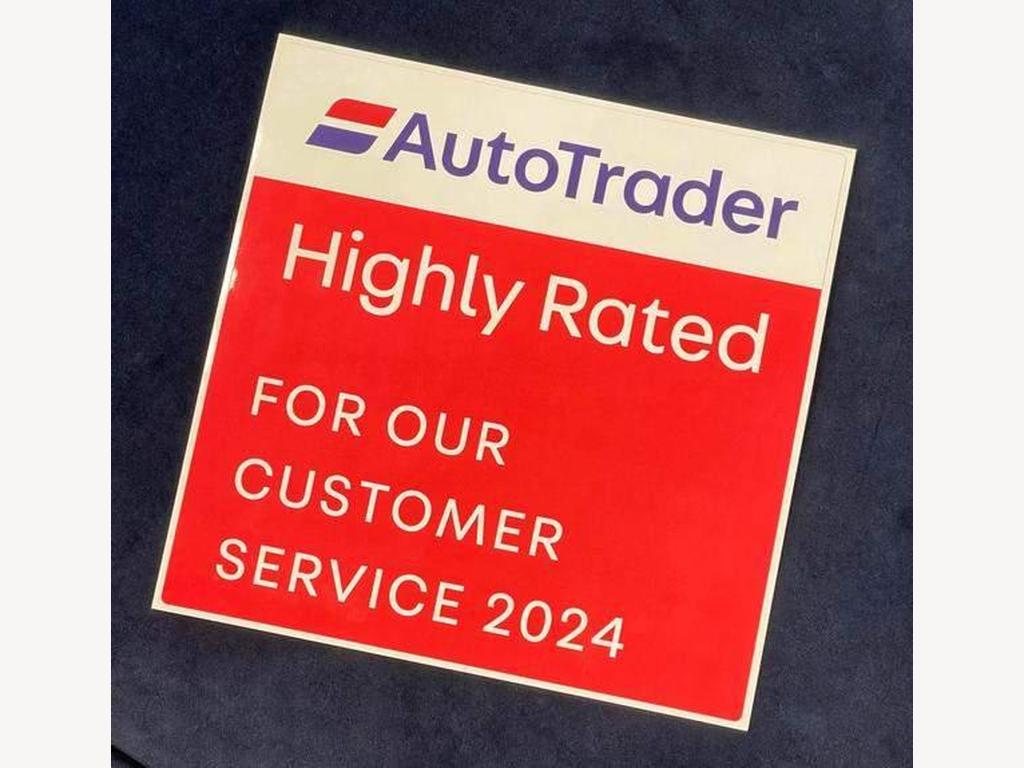 AutoTrader
Highly Rated
FOR OUR
CUSTOMER
SERVICE 2024